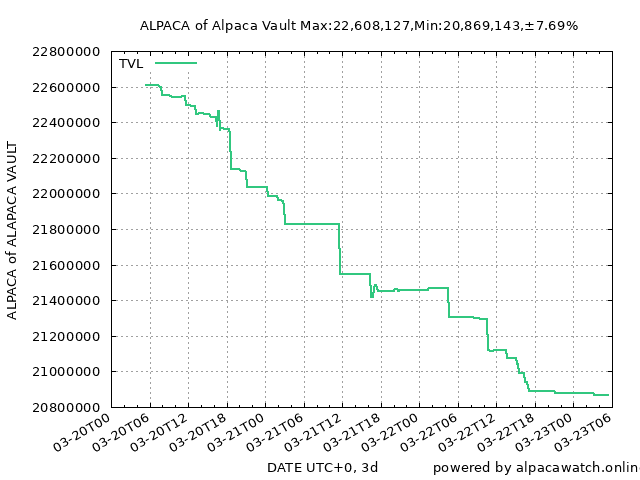 ALPACA of Alpaca Vault Max:22,608,127,Min:20,869,143,±7.69%
TVL
22800000
22600000
22400000
22200000
22000000
21800000
21600000
21400000
21200000
21000000
20800000
ALPACA of ALAPACA VAULT
03-20T00
03-20T06
03-20T12
03-20T18
03-21T00
03-21T06
03-21T12
03-21T18
03-22T00
03-22T06
03-22T12
03-22T18
03-23T00
03-23T06
DATE UTC+0, 3d
powered by alpacawatch.onlin